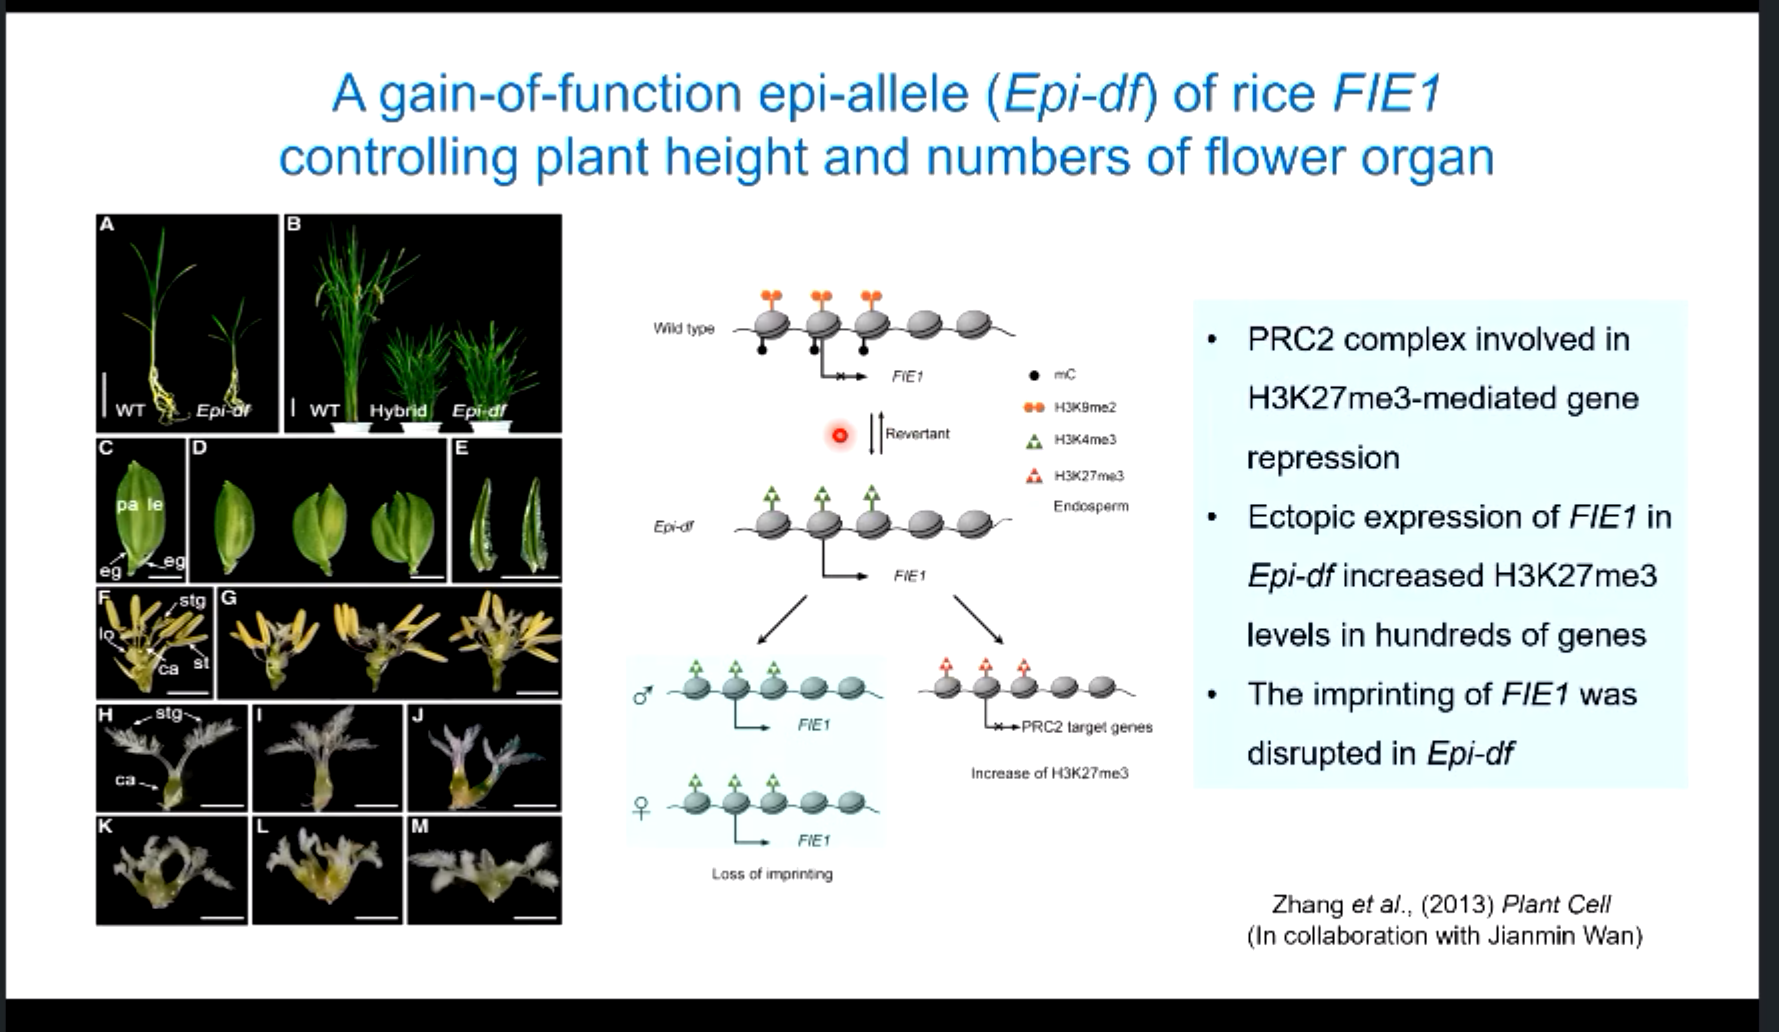 A gain-of-function epi-allele (Epi-df) of rice FIE1
controlling plant height and numbers of flower organ
A
WT
Epi-df
B
WT
Hybrid
Epi-df
C
pa le
eg
eg
D
E
F
stg
lo
ca
st
G
H
stg
ca
I
J
K
L
M
Wild type
FIE1
Revertant
mC
H3K9me2
H3K4me3
H3K27me3
Endosperm
Epi-df
FIE1
♂
FIE1
♀
FIE1
Loss of imprinting
PRC2 target genes
Increase of H3K27me3
• PRC2 complex involved in
H3K27me3-mediated gene
repression
• Ectopic expression of FIE1 in
Epi-df increased H3K27me3
levels in hundreds of genes
• The imprinting of FIE1 was
disrupted in Epi-df
Zhang et al., (2013) Plant Cell
(In collaboration with Jianmin Wan)